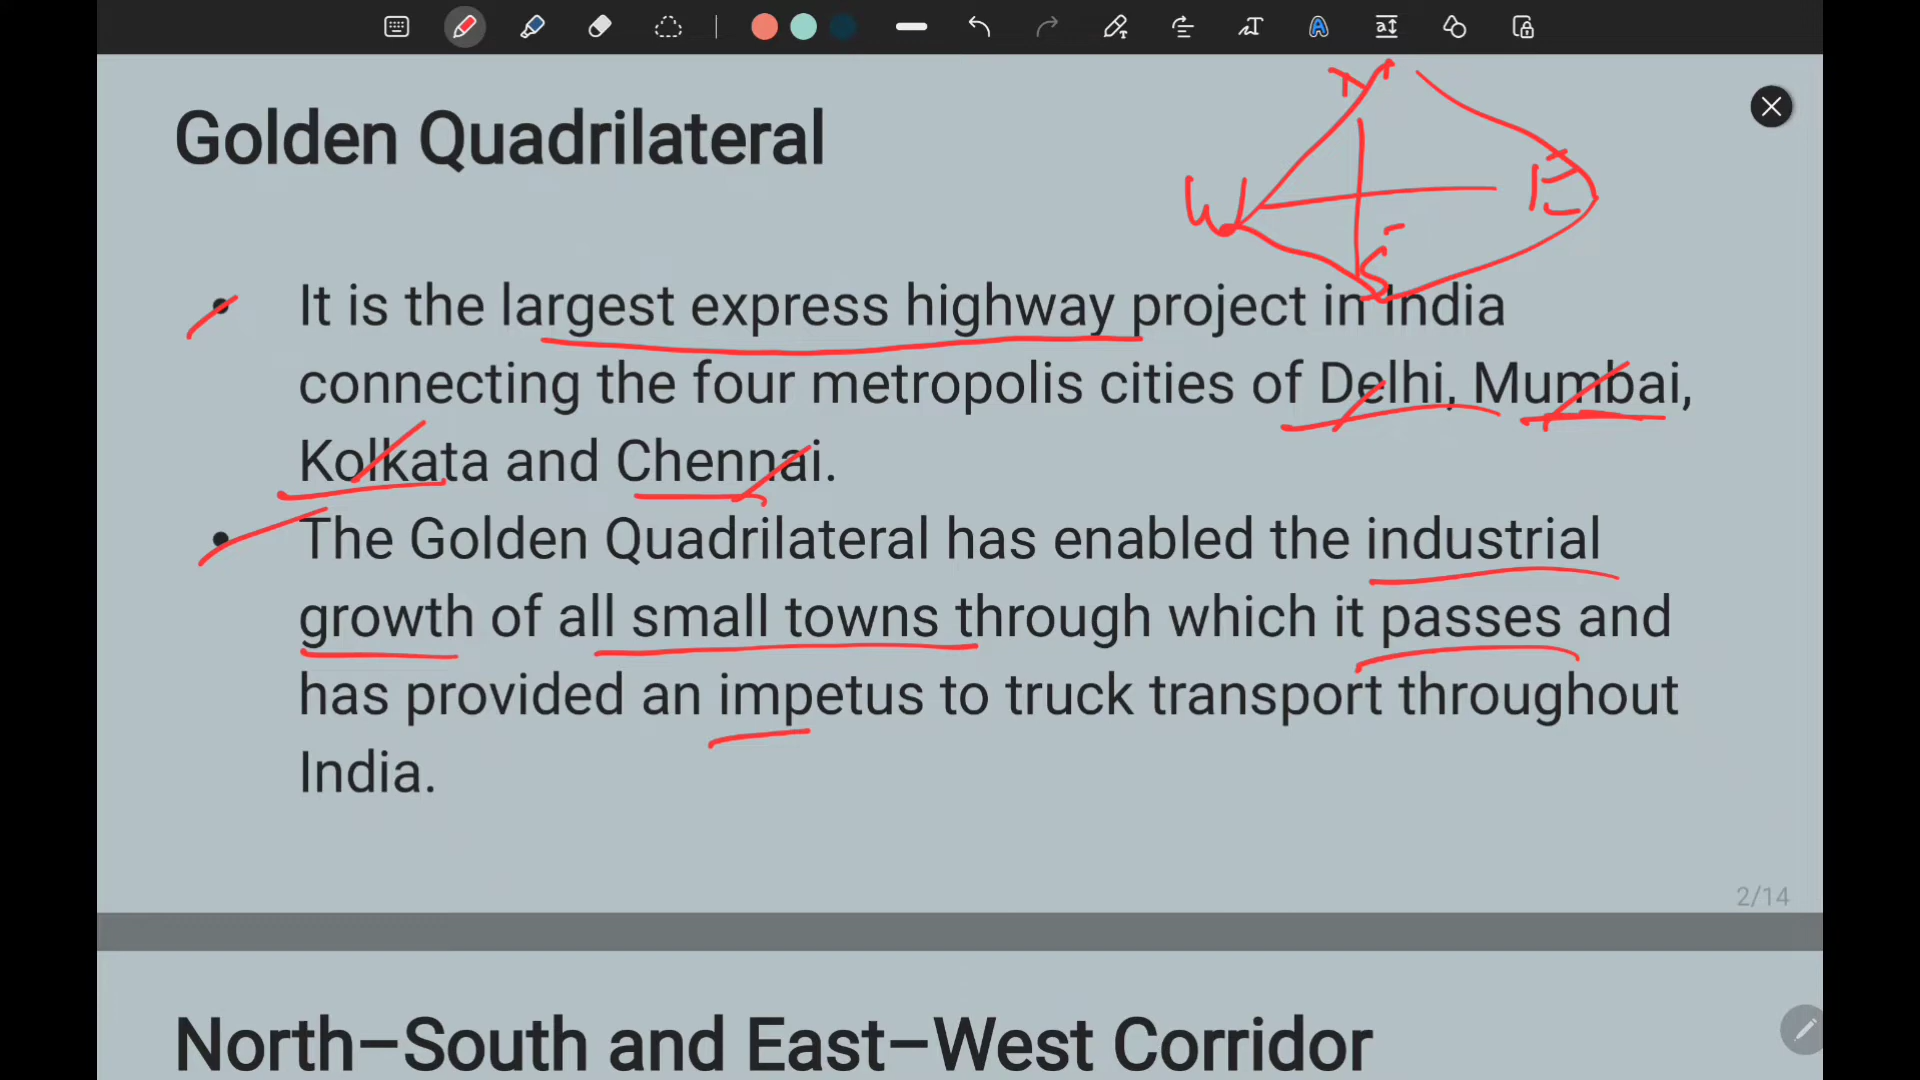 N
Golden Quadrilateral
W
E
S
• It is the largest express highway project in India
connecting the four metropolis cities of Delhi, Mumbai,
Kolkata and Chennai.
• The Golden Quadrilateral has enabled the industrial
growth of all small towns through which it passes and
has provided an impetus to truck transport throughout
India.
2/14
North–South and East–West Corridor